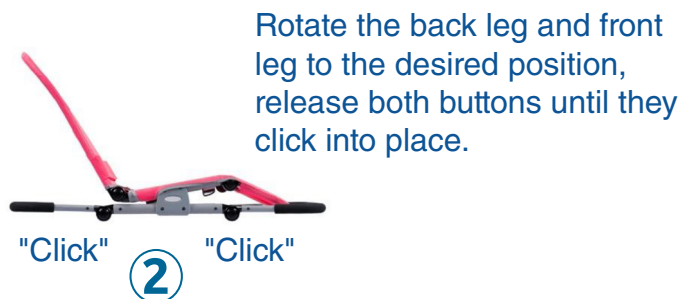 Rotate the back leg and front
leg to the desired position,
release both buttons until they
click into place.
"Click" "Click"
2